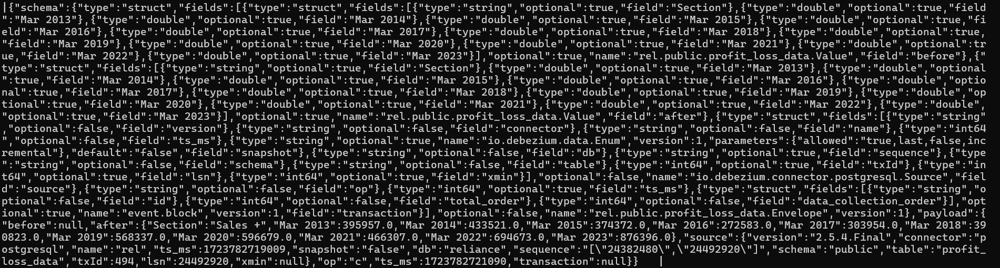 |{"schema":{"type":"struct","fields":[{"type":"struct","fields":[{"type":"string","optional":true,"field":"Section"},{"type":"double","optional":true,"field
":"Mar 2013"},{"type":"double","optional":true,"field":"Mar 2014"},{"type":"double","optional":true,"field":"Mar 2015"},{"type":"double","optional":true,"fi
eld":"Mar 2016"},{"type":"double","optional":true,"field":"Mar 2017"},{"type":"double","optional":true,"field":"Mar 2018"},{"type":"double","optional":true,
"field":"Mar 2019"},{"type":"double","optional":true,"field":"Mar 2020"},{"type":"double","optional":true,"field":"Mar 2021"},{"type":"double","optional":tr
ue,"field":"Mar 2022"},{"type":"double","optional":true,"field":"Mar 2023"}],"optional":true,"name":"rel.public.profit_loss_data.Value","field":"before"},{"
type":"struct","fields":[{"type":"string","optional":true,"field":"Section"},{"type":"double","optional":true,"field":"Mar 2013"},{"type":"double","optional
":true,"field":"Mar 2014"},{"type":"double","optional":true,"field":"Mar 2015"},{"type":"double","optional":true,"field":"Mar 2016"},{"type":"double","optio
nal":true,"field":"Mar 2017"},{"type":"double","optional":true,"field":"Mar 2018"},{"type":"double","optional":true,"field":"Mar 2019"},{"type":"double","op
tional":true,"field":"Mar 2020"},{"type":"double","optional":true,"field":"Mar 2021"},{"type":"double","optional":true,"field":"Mar 2022"},{"type":"double",
"optional":true,"field":"Mar 2023"}],"optional":true,"name":"rel.public.profit_loss_data.Value","field":"after"},{"type":"struct","fields":[{"type":"string"
,"optional":false,"field":"version"},{"type":"string","optional":false,"field":"connector"},{"type":"string","optional":false,"field":"name"},{"type":"int64
","optional":false,"field":"ts_ms"},{"type":"string","optional":true,"name":"io.debezium.data.Enum","version":1,"parameters":{"allowed":"true,last,false,inc
remental"},"default":"false","field":"snapshot"},{"type":"string","optional":false,"field":"db"},{"type":"string","optional":true,"field":"sequence"},{"type
":"string","optional":false,"field":"schema"},{"type":"string","optional":false,"field":"table"},{"type":"int64","optional":true,"field":"txId"},{"type":"in
t64","optional":true,"field":"lsn"},{"type":"int64","optional":true,"field":"xmin"}],"optional":false,"name":"io.debezium.connector.postgresql.Source","fiel
d":"source"},{"type":"string","optional":false,"field":"op"},{"type":"int64","optional":true,"field":"ts_ms"},{"type":"struct","fields":[{"type":"string","o
ptional":false,"field":"id"},{"type":"int64","optional":false,"field":"total_order"},{"type":"int64","optional":false,"field":"data_collection_order"}],"opt
ional":true,"name":"event.block","version":1,"field":"transaction"}],"optional":false,"name":"rel.public.profit_loss_data.Envelope","version":1},"payload":{
"before":null,"after":{"Section":"Sales +","Mar 2013":395957.0,"Mar 2014":433521.0,"Mar 2015":374372.0,"Mar 2016":272583.0,"Mar 2017":303954.0,"Mar 2018":39
0823.0,"Mar 2019":568337.0,"Mar 2020":596679.0,"Mar 2021":466307.0,"Mar 2022":694673.0,"Mar 2023":876396.0},"source":{"version":"2.5.4.Final","connector":"p
ostgresql","name":"rel","ts_ms":1723782719009,"snapshot":"false","db":"reliance","sequence":"[\"24382480\",\"24492920\"]","schema":"public","table":"profit_
loss_data","txId":494,"lsn":24492920,"xmin":null},"op":"c","ts_ms":1723782721090,"transaction":null}}   |